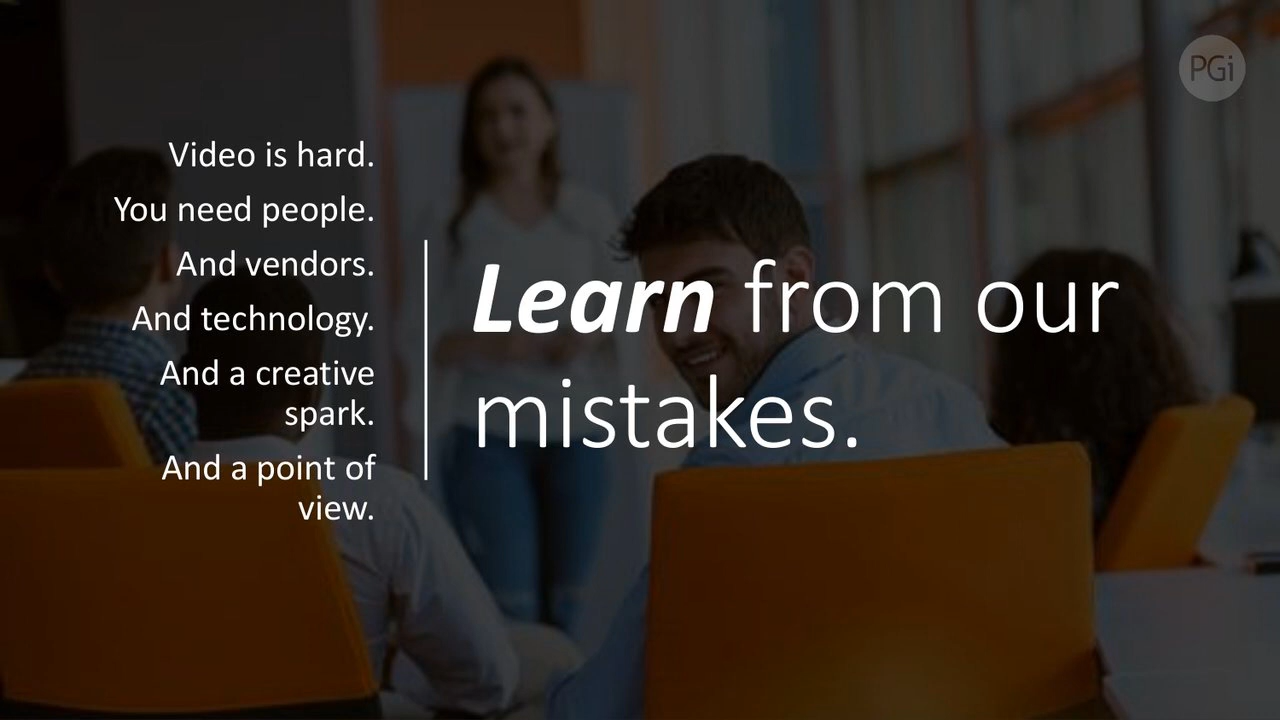 PGi
Video is hard.
You need people.
And vendors.
And technology.
And a creative
spark.
And a point of
view.
Learn from our
mistakes.